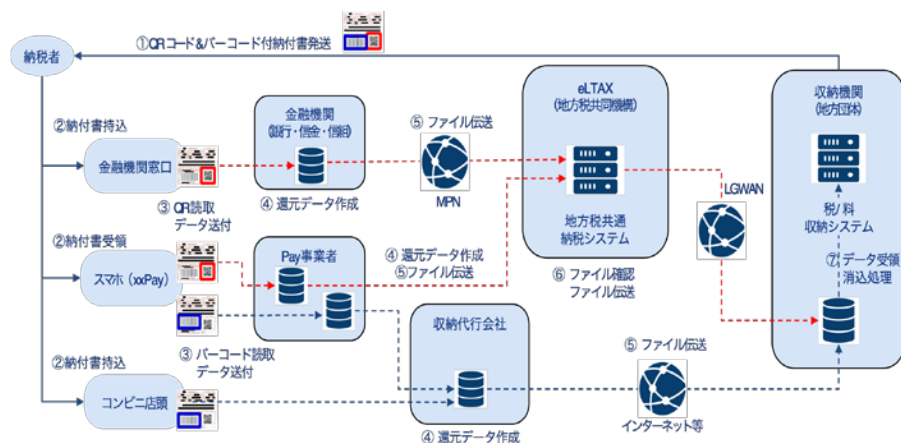 ①QRコード&バーコード付納付書発送
納税者
②納付書持込
金融機関窓口
③ QR読取
データ送付
金融機関
(銀行・信金・信組)
④ 還元データ作成
⑤ ファイル伝送
MPN
eLTAX
(地方税共同機構)
地方税共通
納税システム
⑥ ファイル確認
ファイル伝送
LGWAN
収納機関
(地方団体)
税/料
収納システム
⑦データ受領
消込処理
②納付書受領
スマホ(xxPay)
Pay事業者
④ 還元データ作成
⑤ファイル伝送
③ バーコード読取
データ送付
②納付書持込
コンビニ店頭
収納代行会社
④ 還元データ作成
⑤ ファイル伝送
インターネット等